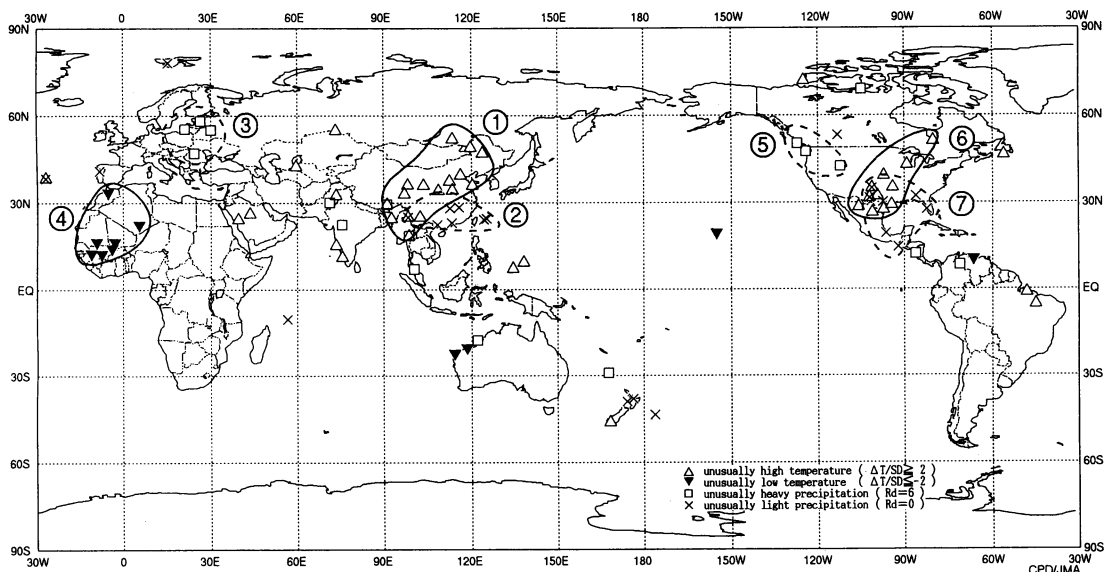 30W 0 30E 60E 90E 120E 150E 180 150W 120W 90W 60W 30W
90N 90N
60N 60N
30N 30N
EQ EQ
30S 30S
60S 60S
90S 90S
① ② ③ ④ ⑤ ⑥ ⑦
△ unusually high temperature ( ΔT/SD≧ 2 )
▼ unusually low temperature ( ΔT/SD≦-2 )
□ unusually heavy precipitation ( Rd=6 )
× unusually light precipitation ( Rd=0 )
30W 0 30E 60E 90E 120E 150E 180 150W 120W 90W 60W 30W
CPD/JMA